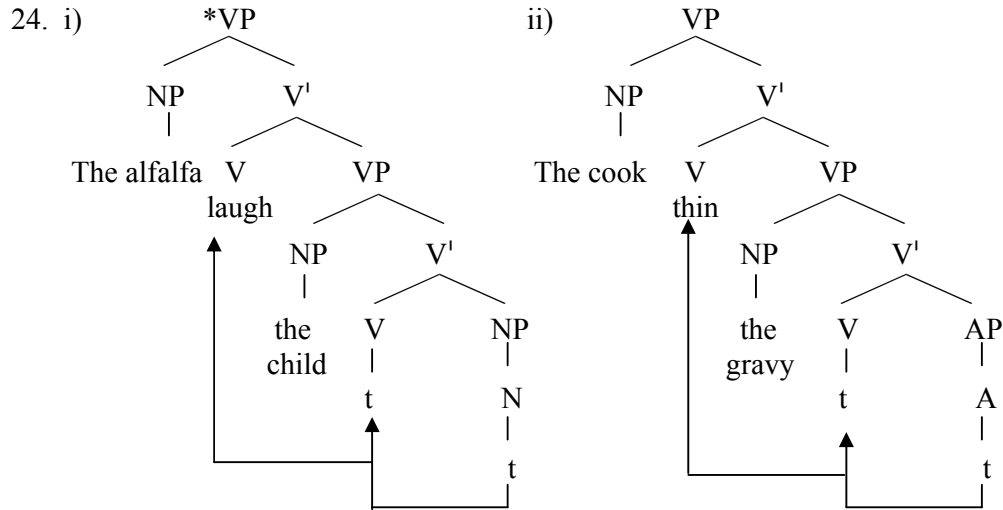 24. i) *VP ii) VP
NP V' NP V'
The alfalfa V VP The cook V VP
laugh thin
NP V' NP V'
the V NP the V AP
child gravy
t N t A
t t